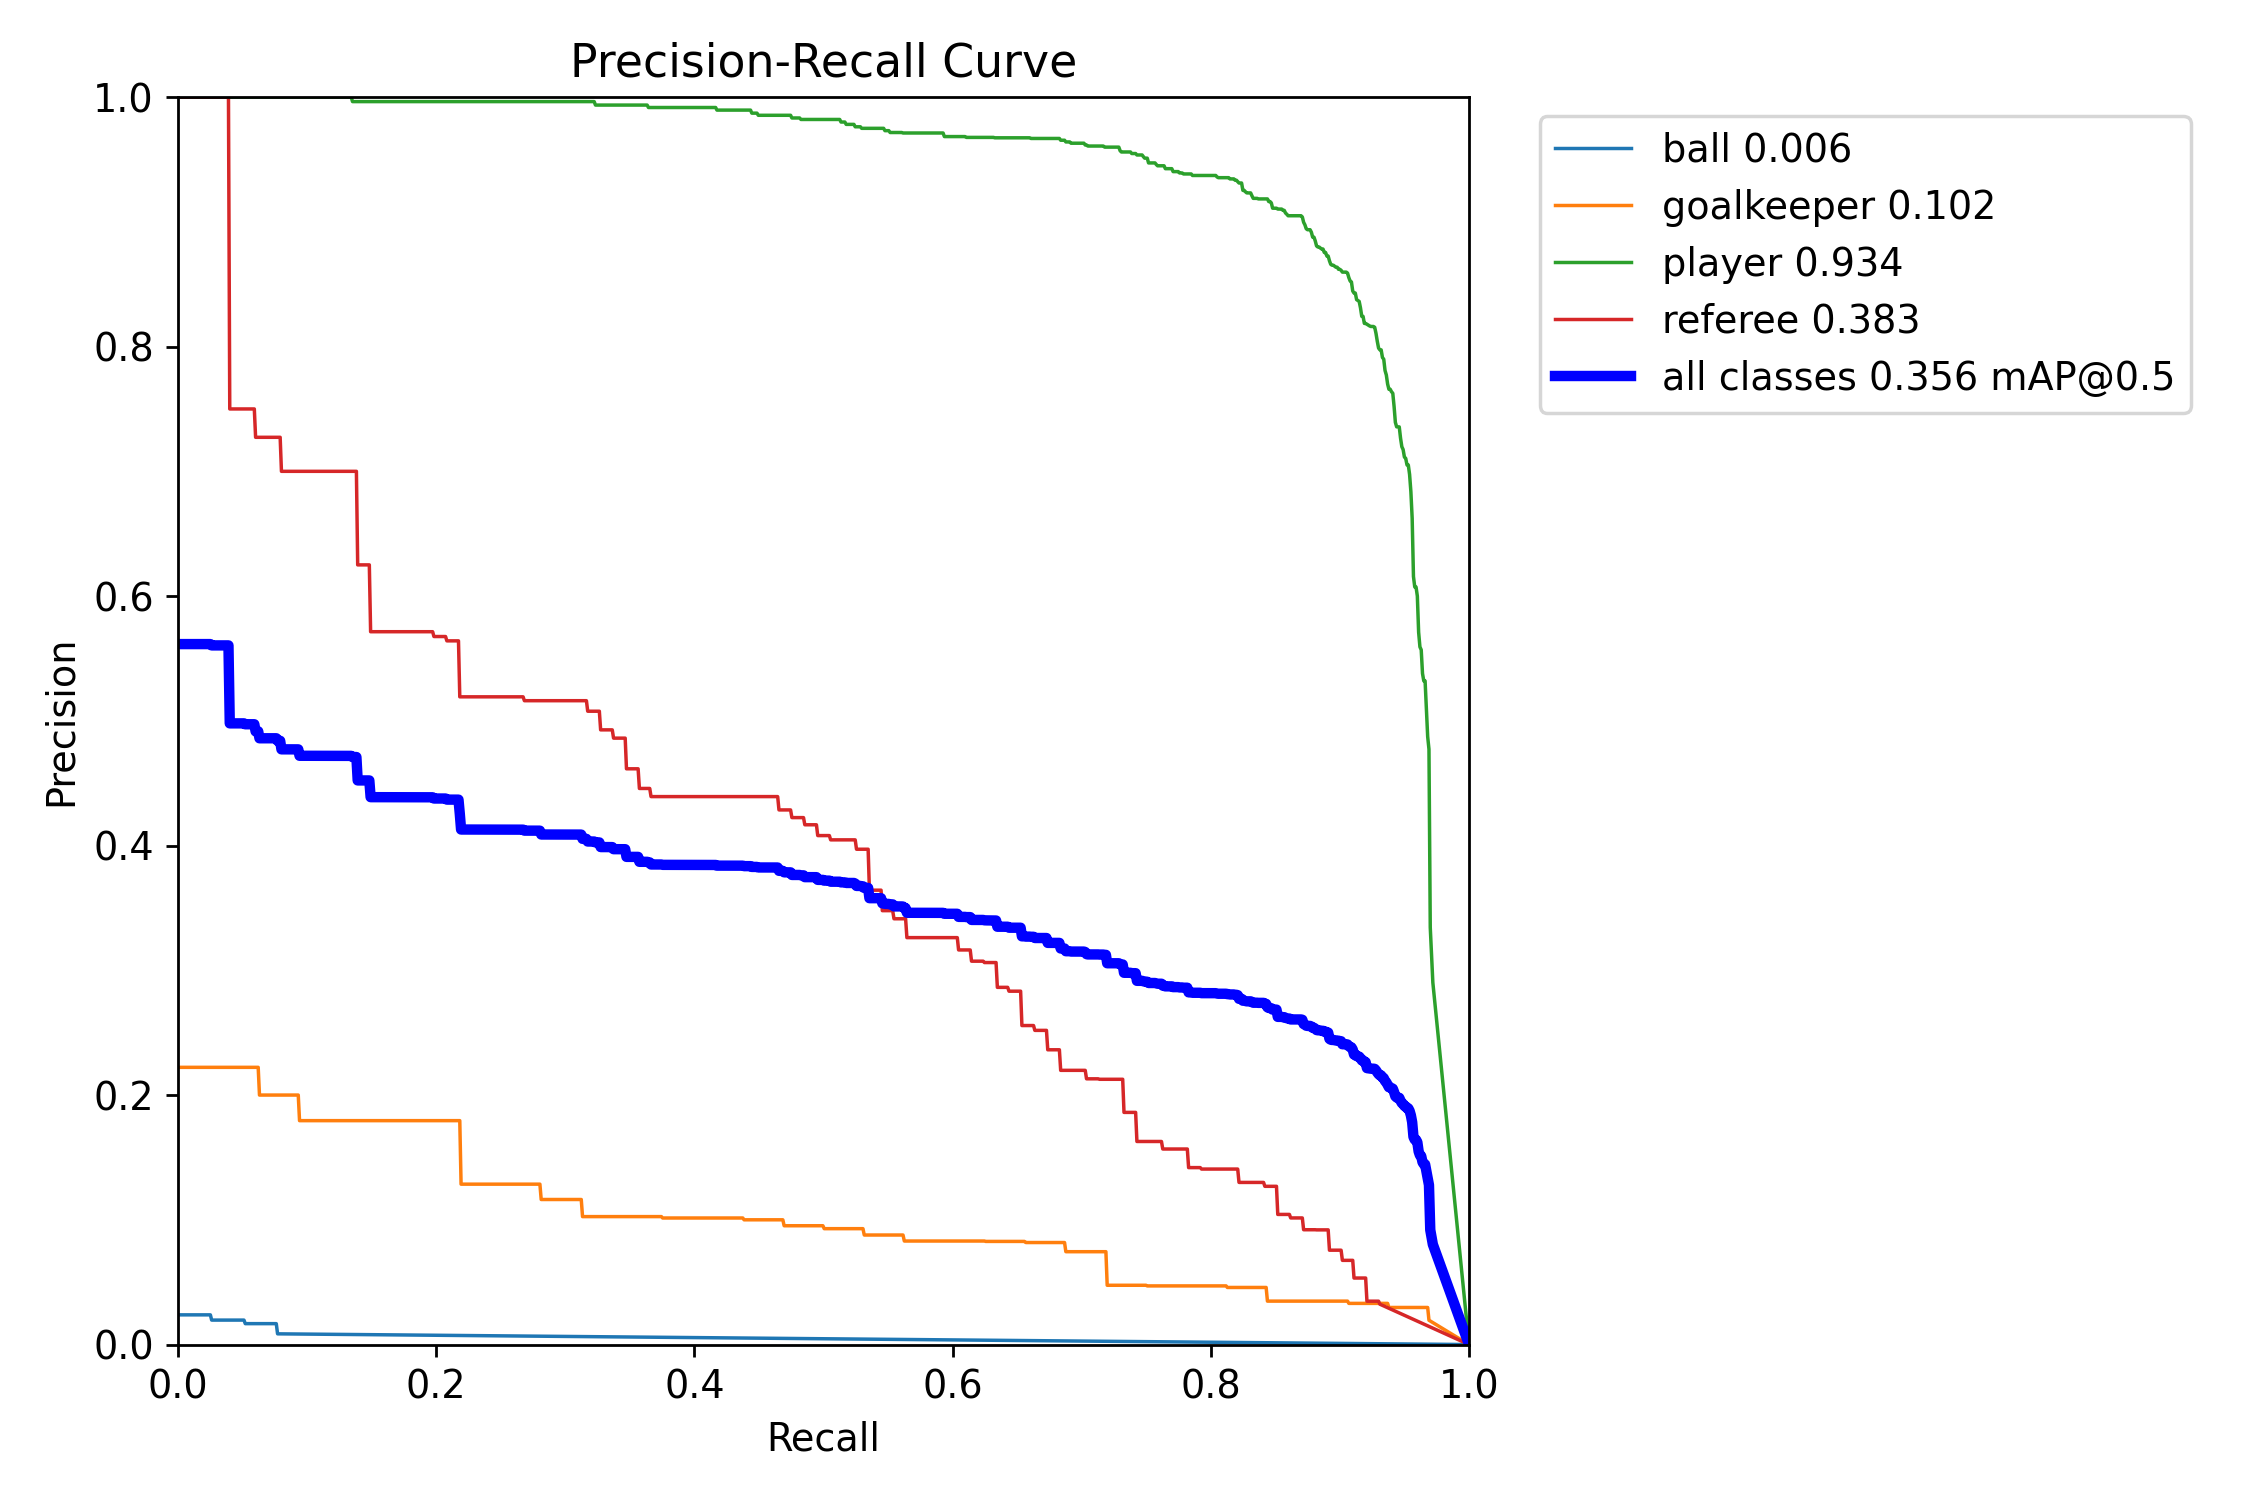 Precision-Recall Curve
1.0
0.8
0.6
0.4
0.2
0.0
Precision
0.0 0.2 0.4 0.6 0.8 1.0
Recall
ball 0.006
goalkeeper 0.102
player 0.934
referee 0.383
all classes 0.356 mAP@0.5